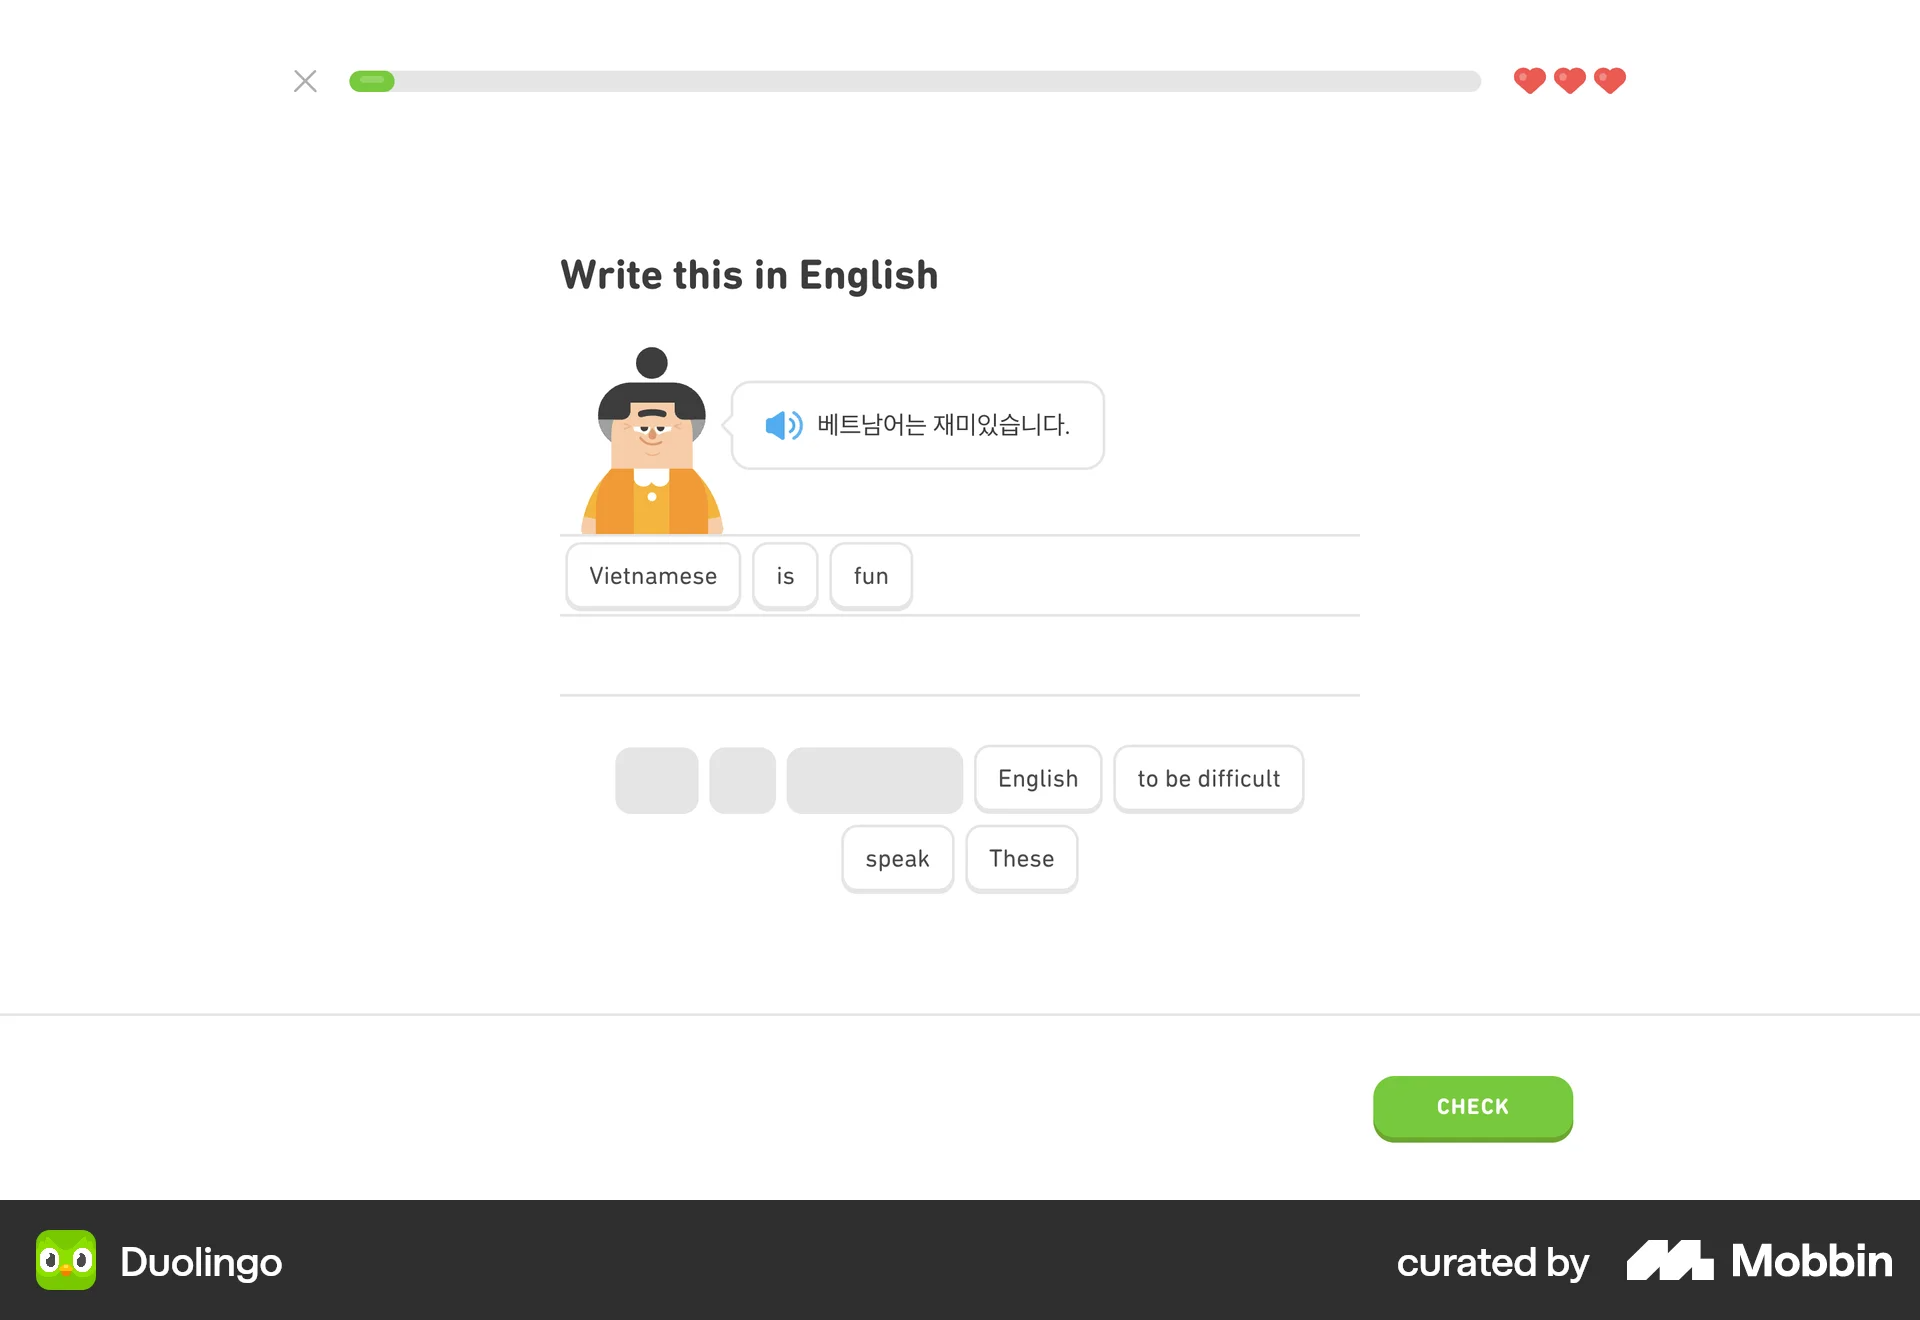 Write this in English
베트남어는 재미있습니다.
Vietnamese is fun
English to be difficult
speak These
CHECK
Duolingo curated by Mobbin